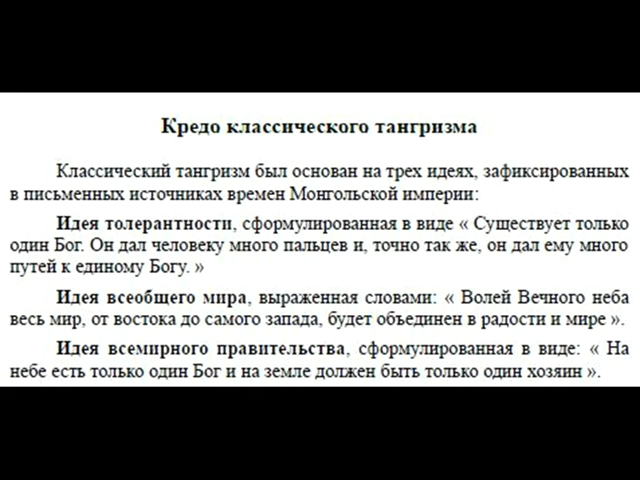 Кредо классического тангризма
Классический тангризм был основан на трех идеях, зафиксированных
в письменных источниках времен Монгольской империи:
Идея толерантности, сформулированная в виде « Существует только
один Бог. Он дал человеку много пальцев и, точно так же, он дал ему много
путей к единому Богу. »
Идея всеобщего мира, выраженная словами: « Волей Вечного неба
весь мир, от востока до самого запада, будет объединен в радости и мире ».
Идея всемирного правительства, сформулированная в виде: « На
небе есть только один Бог и на земле должен быть только один хозяин ».